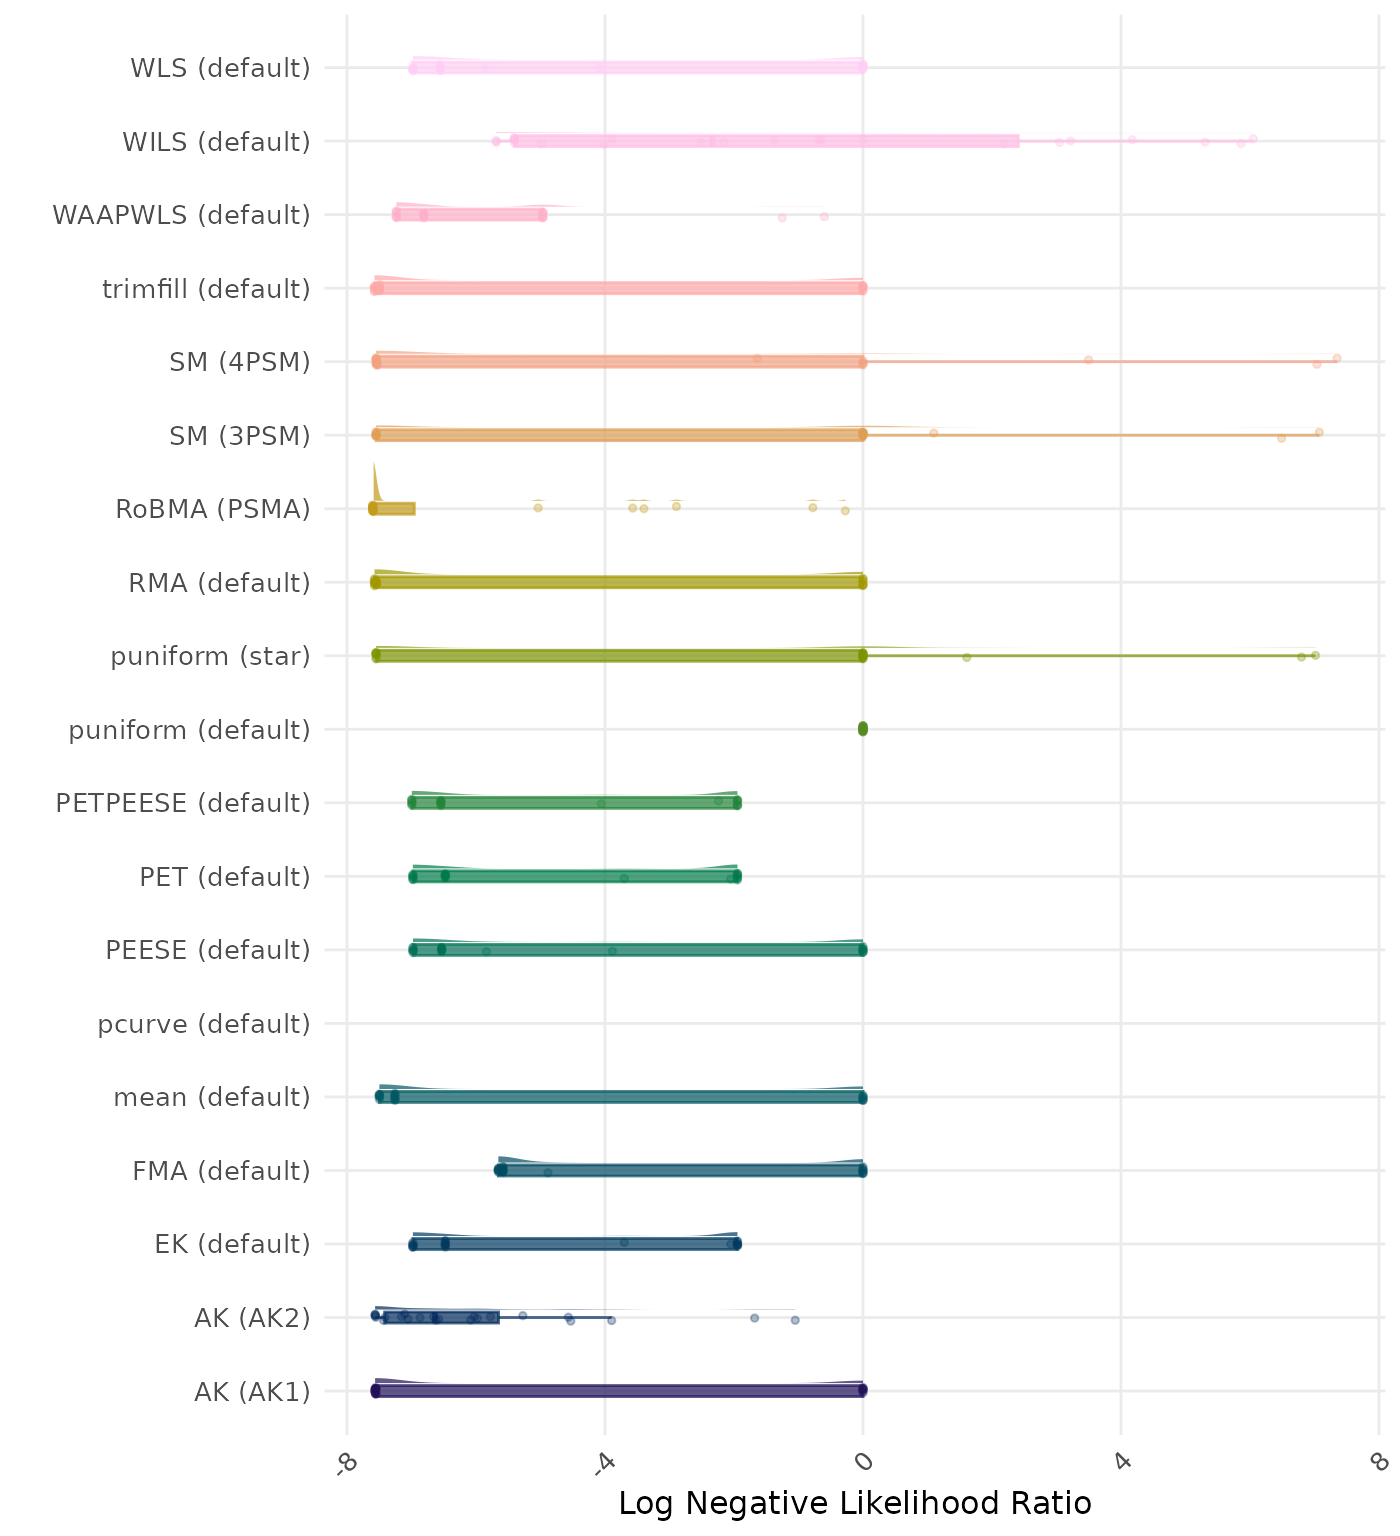 WLS (default)
WILS (default)
WAAPWLS (default)
trimfill (default)
SM (4PSM)
SM (3PSM)
RoBMA (PSMA)
RMA (default)
puniform (star)
puniform (default)
PETPEESE (default)
PET (default)
PEESE (default)
pcurve (default)
mean (default)
FMA (default)
EK (default)
AK (AK2)
AK (AK1)
-8 -4 0 4 8
Log Negative Likelihood Ratio